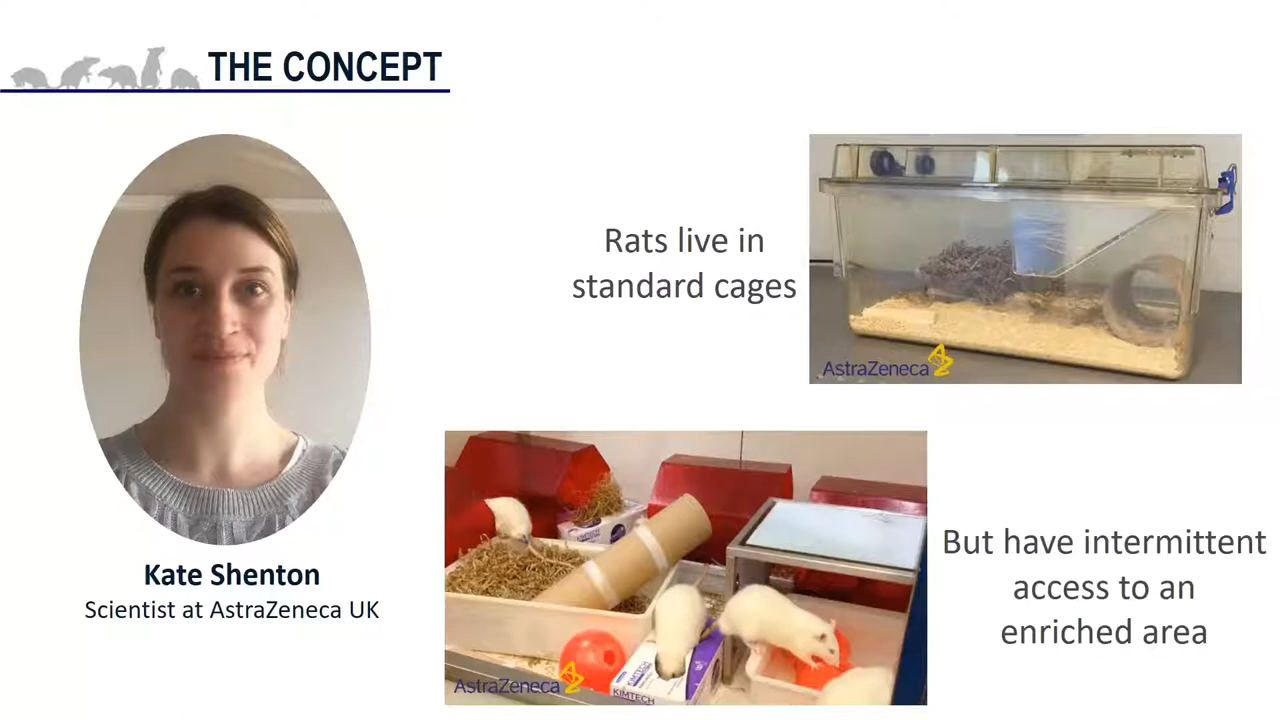 THE CONCEPT
Rats live in
standard cages
AstraZeneca
Kate Shenton
Scientist at AstraZeneca UK
KIMTECH
KIMTECH
AstraZeneca
But have intermittent
access to an
enriched area